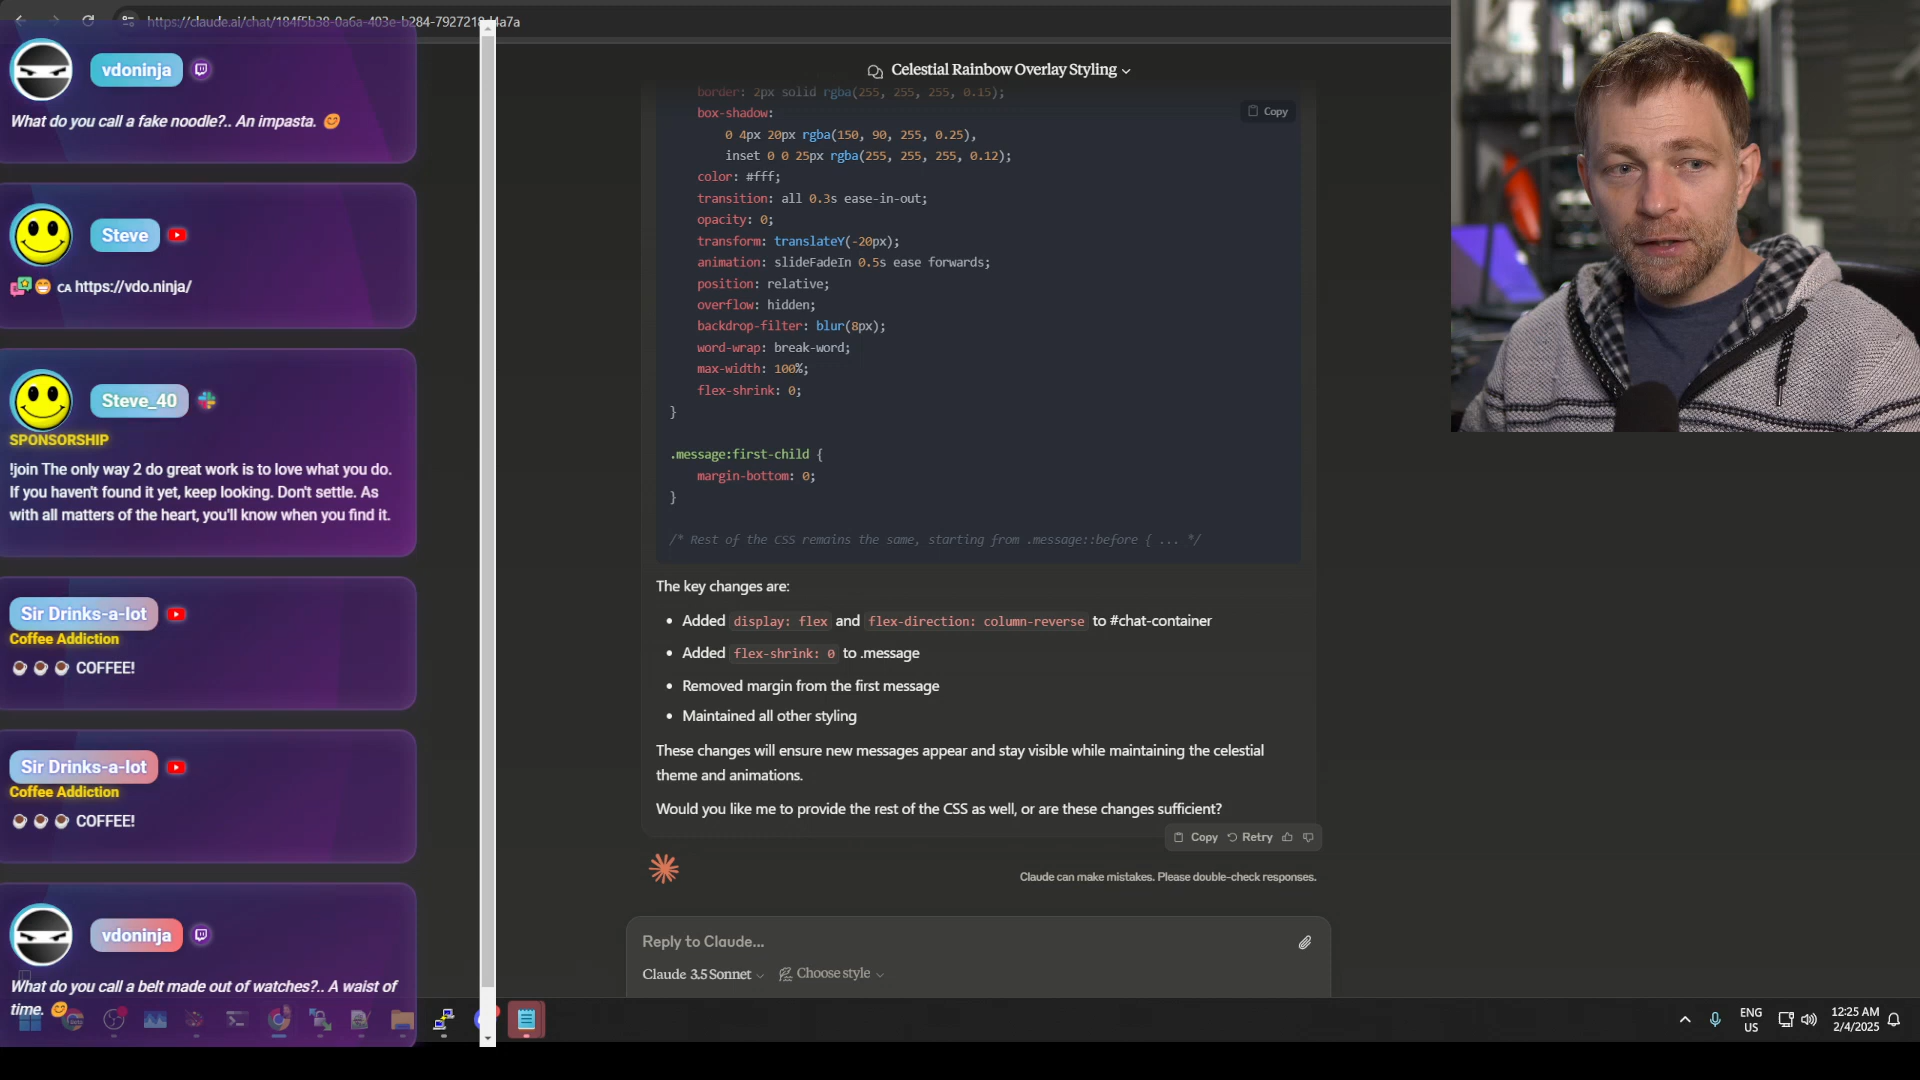 https://claude.ai/chat/184f5b38-0a6a-403e-b284-7927218d4a7a
vdoninja
What do you call a fake noodle?.. An impasta. 😊
Steve
😁 CA https://vdo.ninja/
Steve_40
SPONSORSHIP
!join The only way 2 do great work is to love what you do.
If you haven't found it yet, keep looking. Don't settle. As
with all matters of the heart, you'll know when you find it.
Sir Drinks-a-lot
Coffee Addiction
☕ ☕ ☕ COFFEE!
Sir Drinks-a-lot
Coffee Addiction
☕ ☕ ☕ COFFEE!
vdoninja
What do you call a belt made out of watches?.. A waist of
time. 😊
Celestial Rainbow Overlay Styling
border: 2px solid rgba(255, 255, 255, 0.15);
Copy
box-shadow:
0 4px 20px rgba(150, 90, 255, 0.25),
inset 0 0 25px rgba(255, 255, 255, 0.12);
color: #fff;
transition: all 0.3s ease-in-out;
opacity: 0;
transform: translateY(-20px);
animation: slideFadeIn 0.5s ease forwards;
position: relative;
overflow: hidden;
backdrop-filter: blur(8px);
word-wrap: break-word;
max-width: 100%;
flex-shrink: 0;
}
.message:first-child {
margin-bottom: 0;
}
/* Rest of the CSS remains the same, starting from .message::before { ... */
The key changes are:
• Added display: flex and flex-direction: column-reverse to #chat-container
• Added flex-shrink: 0 to .message
• Removed margin from the first message
• Maintained all other styling
These changes will ensure new messages appear and stay visible while maintaining the celestial
theme and animations.
Would you like me to provide the rest of the CSS as well, or are these changes sufficient?
Copy Retry
Claude can make mistakes. Please double-check responses.
Reply to Claude...
Claude 3.5 Sonnet Choose style
ENG
US
12:25 AM
2/4/2025